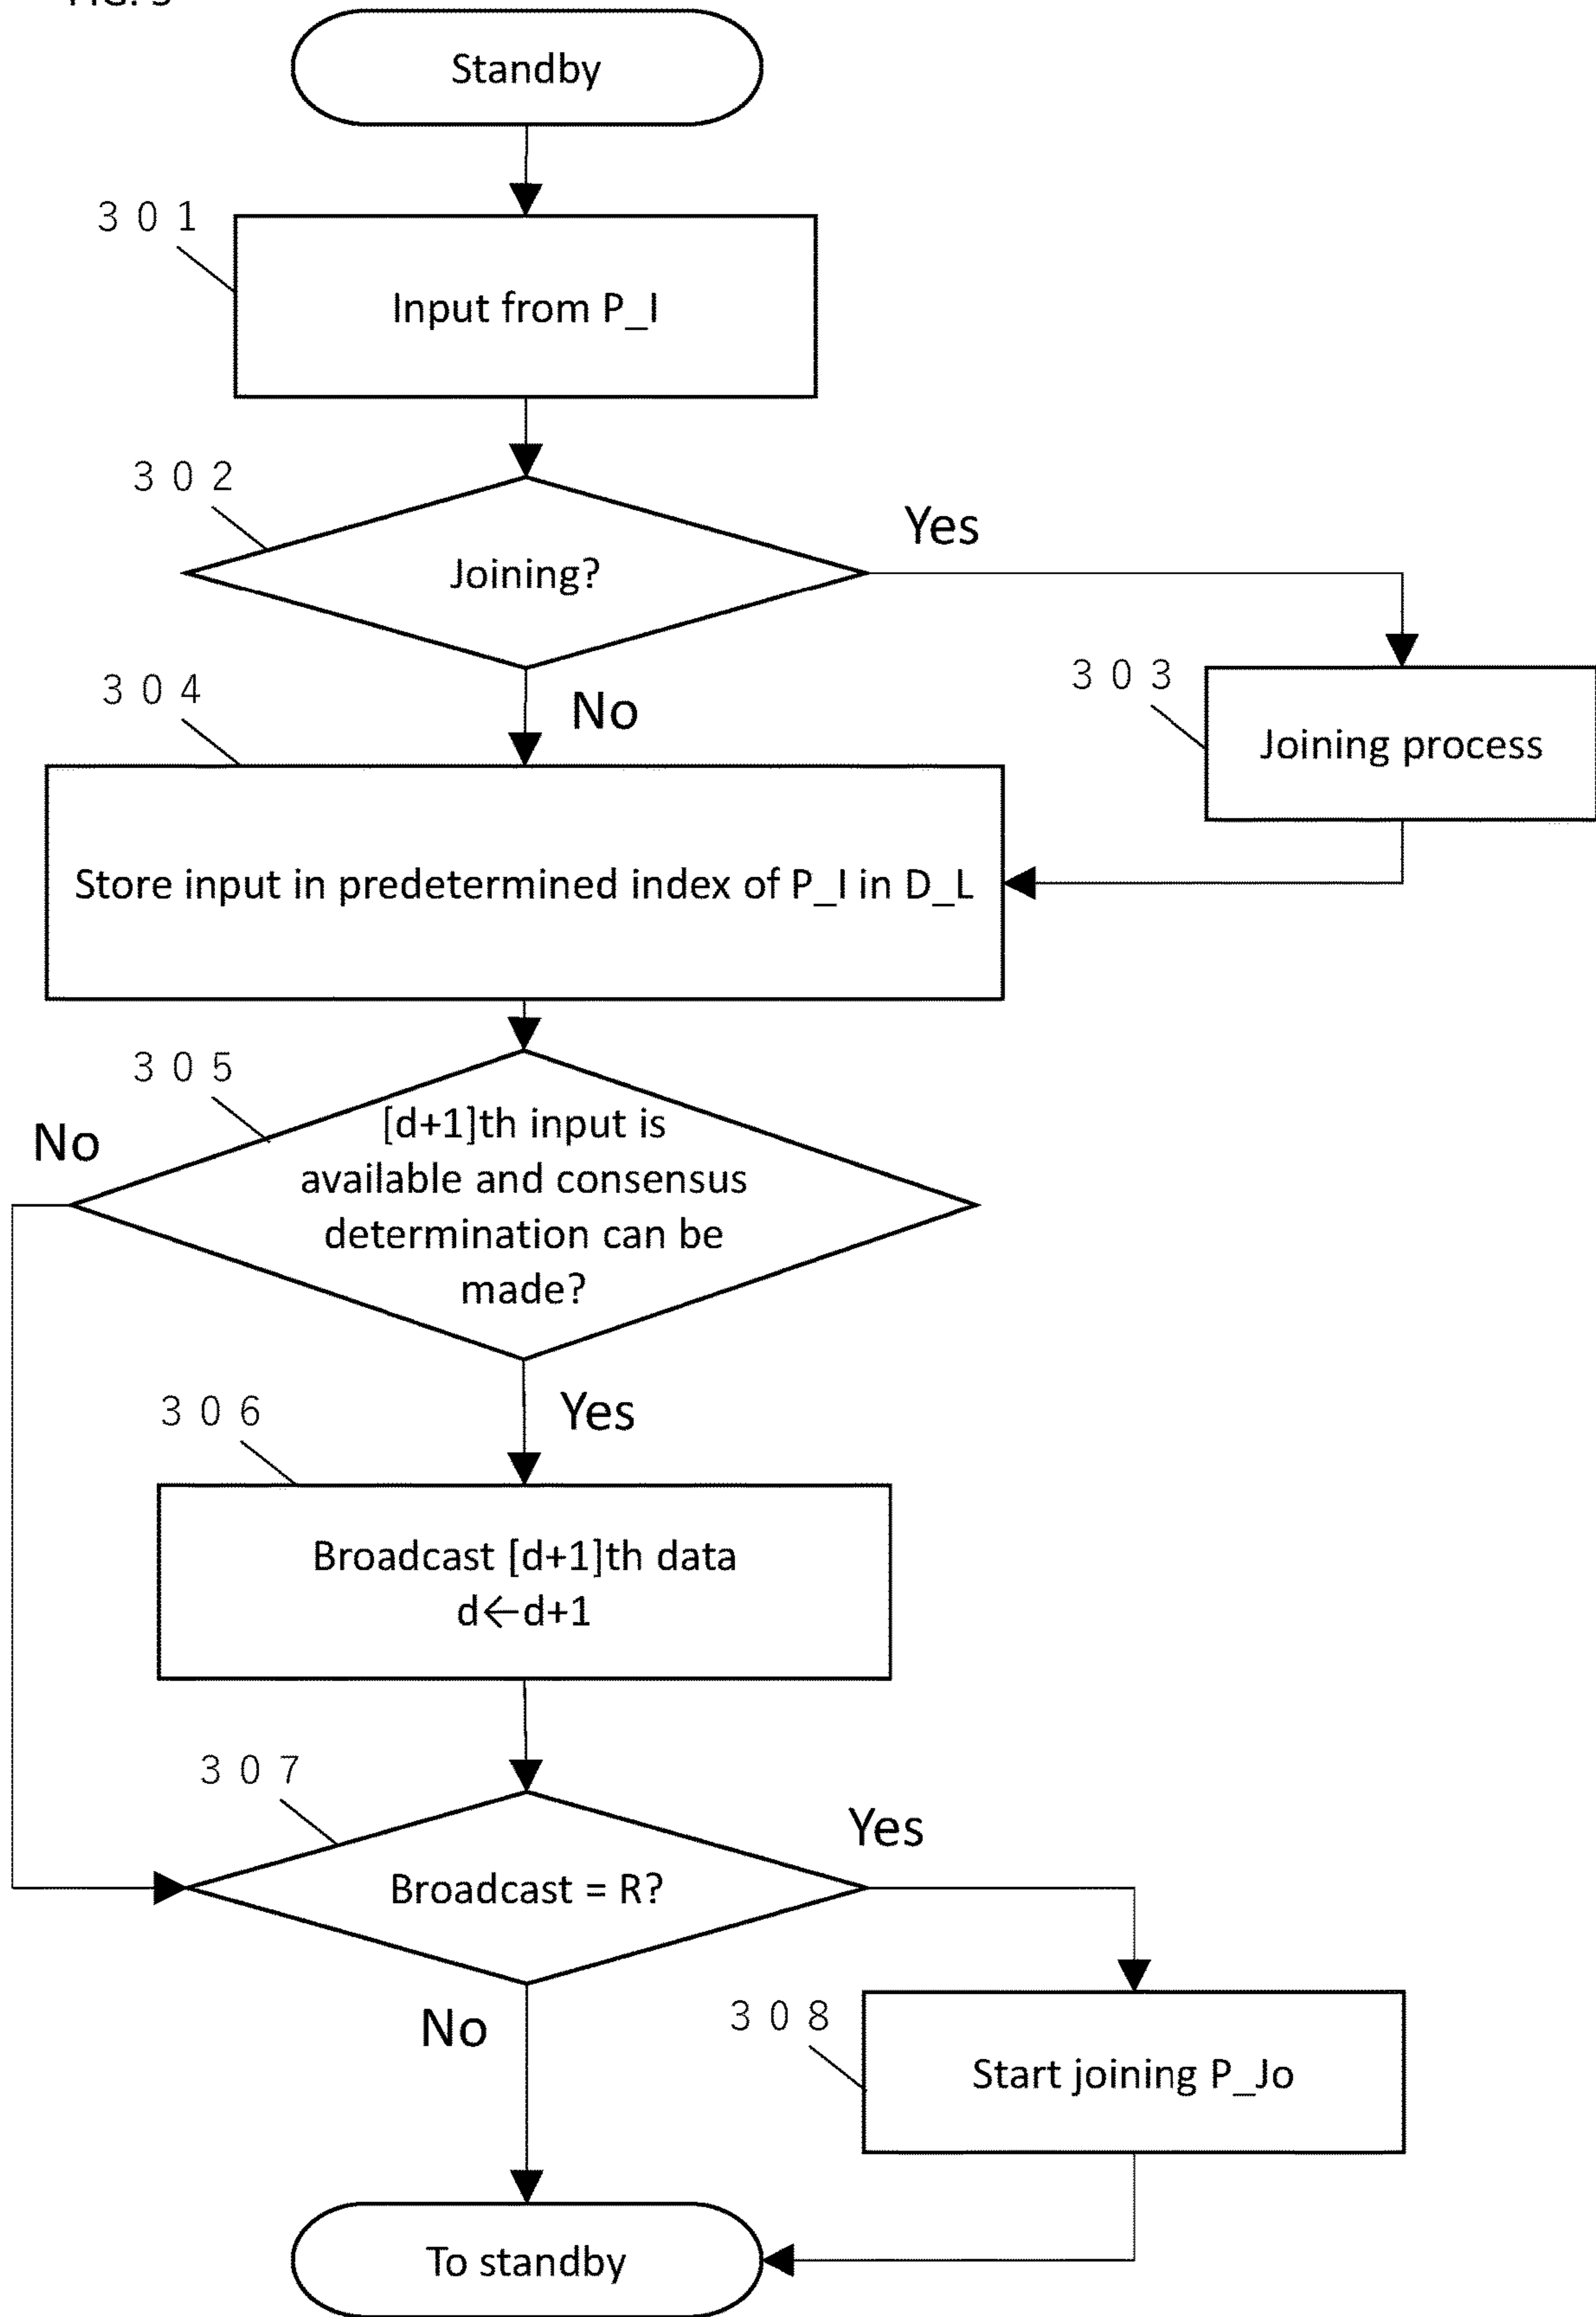 Standby
301
Input from P_I
302
Joining?
Yes
303
Joining process
304
No
Store input in predetermined index of P_I in D_L
305
No
[d+1]th input is
available and consensus
determination can be
made?
306
Yes
Broadcast [d+1]th data
d←d+1
307
Yes
Broadcast = R?
No
308
Start joining P_Jo
To standby